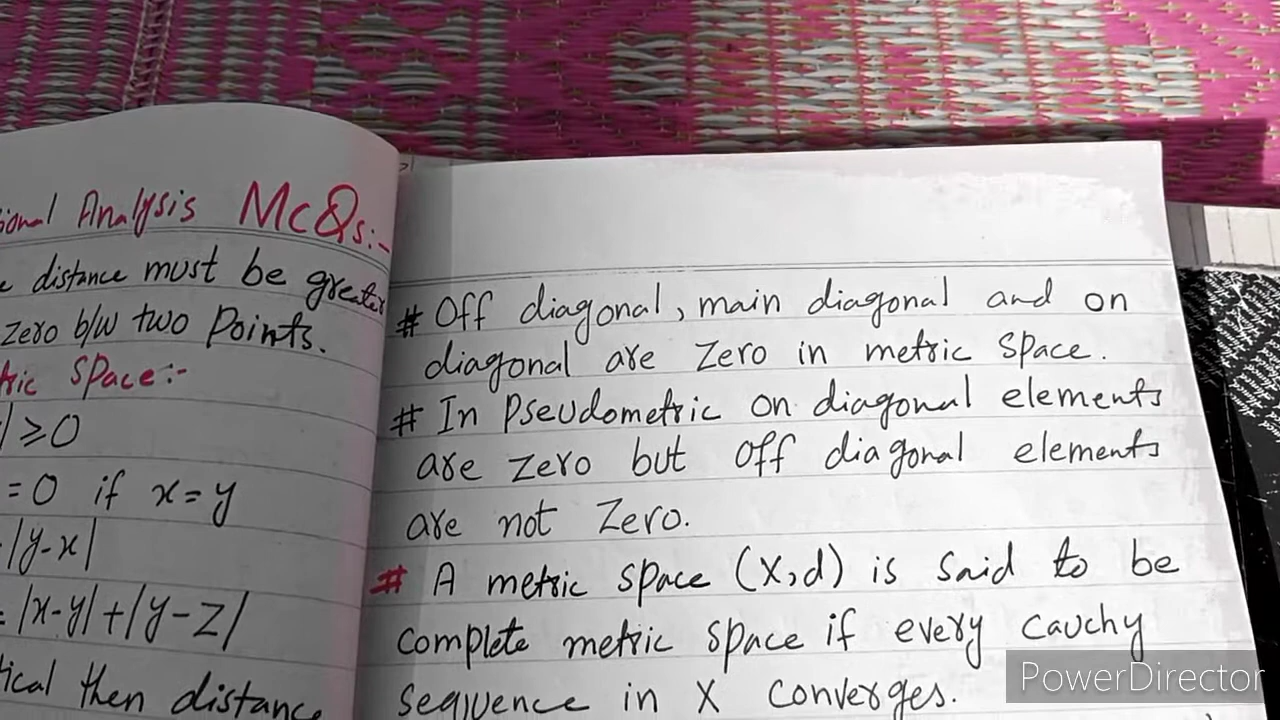 Analysis McQs:-
distance must be greater
zero b/w two Points.
Space:-
| ≥0
=0 if x=y
|y-x|
|x-y|+|y-z|
then distance
# Off diagonal, main diagonal and on
diagonal are Zero in metric Space.
# In Pseudometric on diagonal elements
are zero but off diagonal elements
are not Zero.
# A metric space (X,d) is said to be
complete metric space if every cauchy
sequence in X converges.
PowerDirector